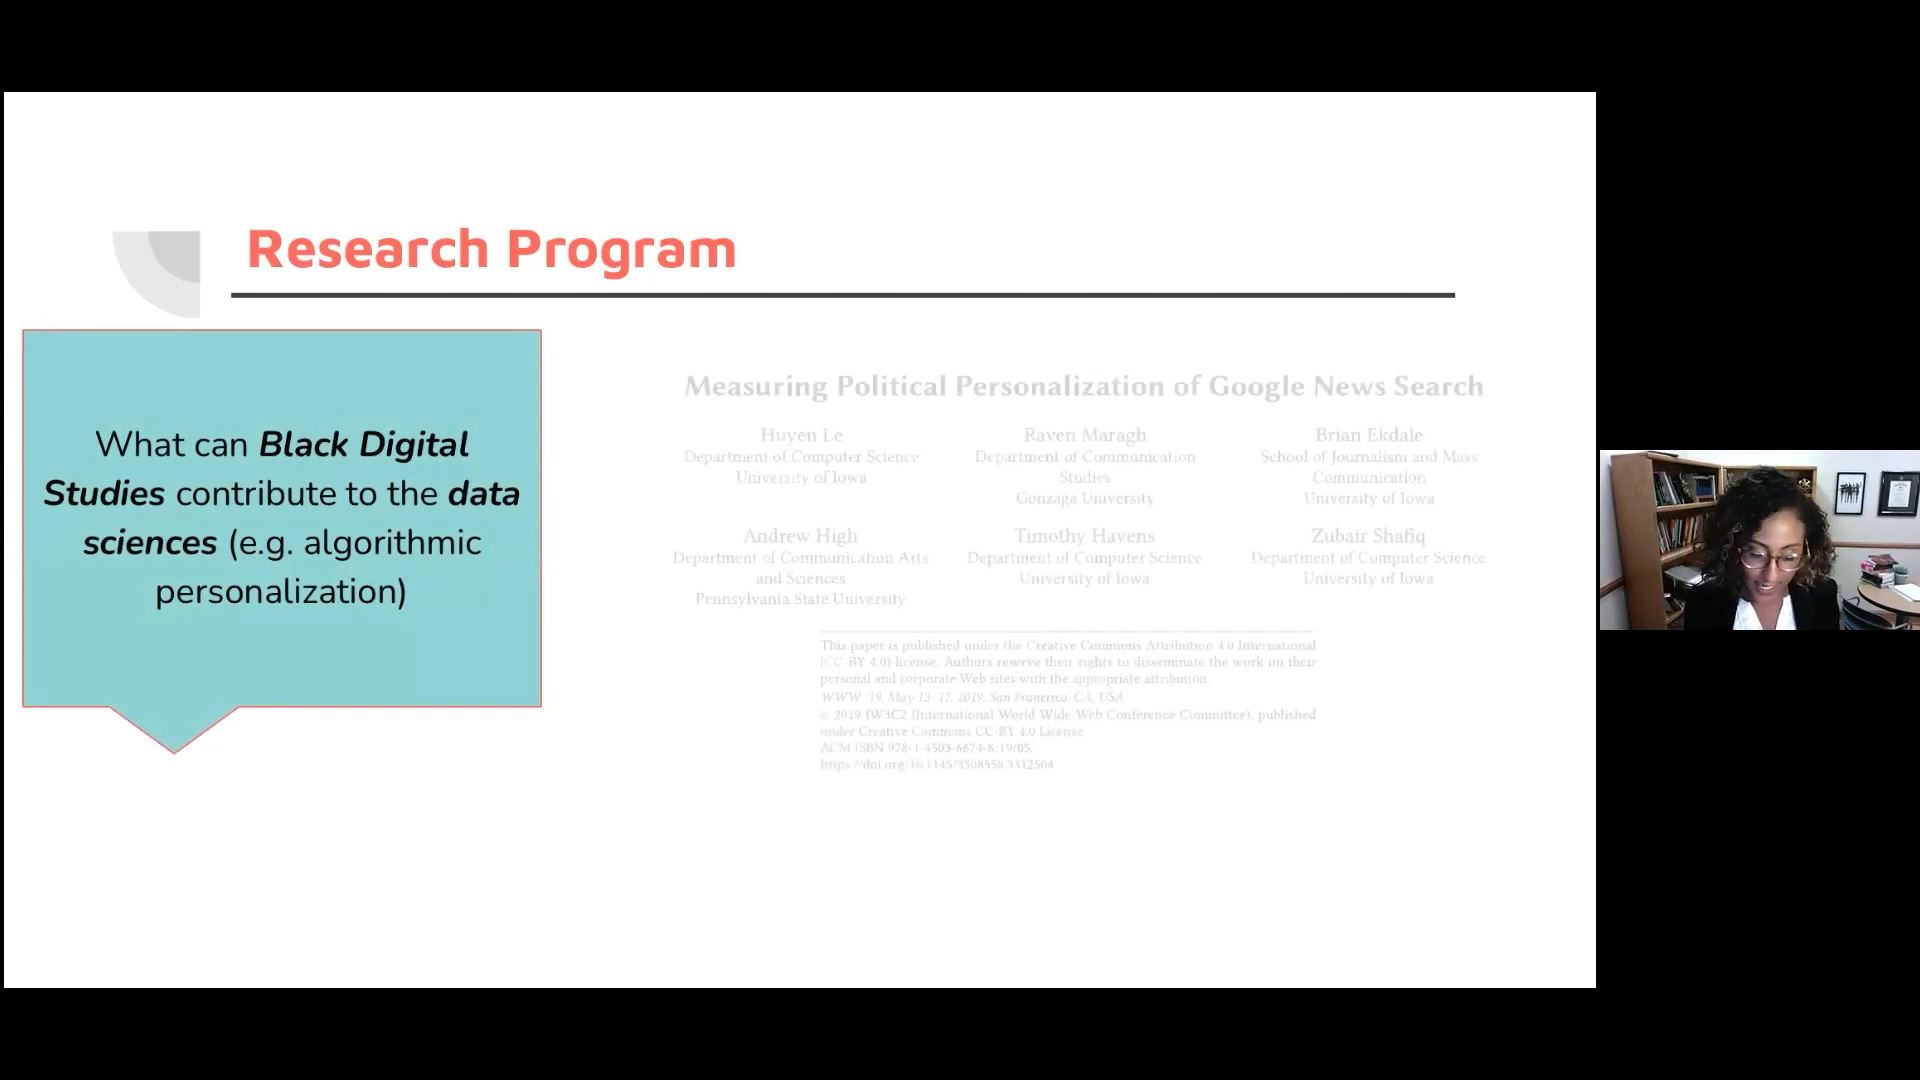 Research Program
What can Black Digital
Studies contribute to the data
sciences (e.g. algorithmic
personalization)
Measuring Political Personalization of Google News Search
Huyen Le
Department of Computer Science
University of Iowa
Raven Maragh
Department of Communication
Studies
Gonzaga University
Brian Ekdale
School of Journalism and Mass
Communication
University of Iowa
Andrew High
Department of Communication Arts
and Sciences
Pennsylvania State University
Timothy Havens
Department of Computer Science
University of Iowa
Zubair Shafiq
Department of Computer Science
University of Iowa
This paper is published under the Creative Commons Attribution 4.0 International
(CC-BY 4.0) license. Authors reserve their rights to disseminate the work on their
personal and corporate Web sites with the appropriate attribution.
WWW '19, May 13–17, 2019, San Francisco, CA, USA
© 2019 IW3C2 (International World Wide Web Conference Committee), published
under Creative Commons CC-BY 4.0 License.
ACM ISBN 978-1-4503-6674-8/19/05.
https://doi.org/10.1145/3308558.3312504